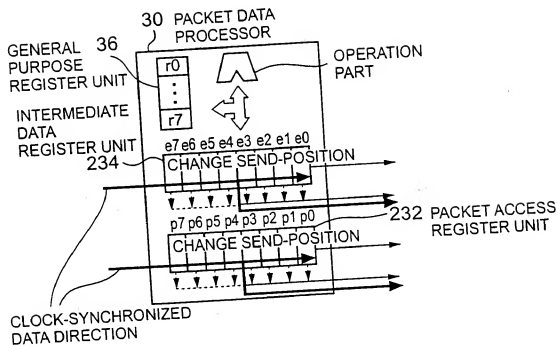 30 PACKET DATA
PROCESSOR
GENERAL 36
PURPOSE
REGISTER UNIT
r0
r7
OPERATION
PART
INTERMEDIATE
DATA
REGISTER UNIT
234
e7 e6 e5 e4 e3 e2 e1 e0
CHANGE SEND-POSITION
p7 p6 p5 p4 p3 p2 p1 p0
CHANGE SEND-POSITION
232 PACKET ACCESS
REGISTER UNIT
CLOCK-SYNCHRONIZED
DATA DIRECTION